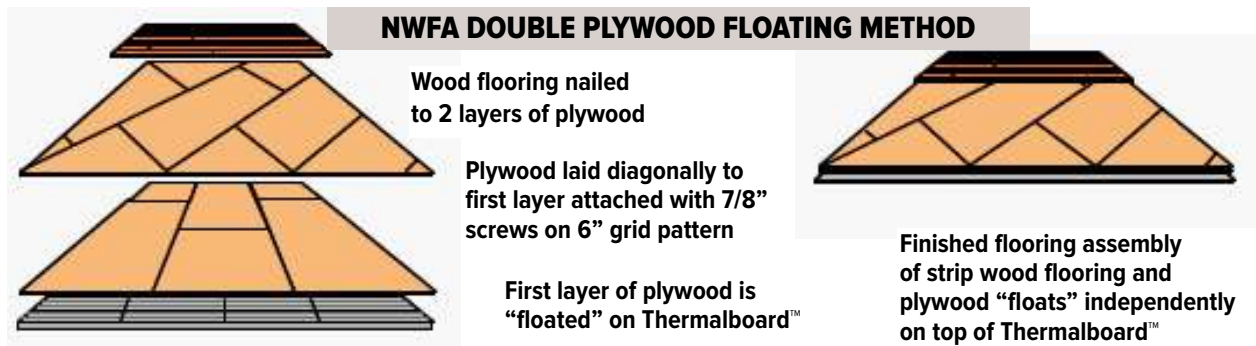 NWFA DOUBLE PLYWOOD FLOATING METHOD
Wood flooring nailed
to 2 layers of plywood
Plywood laid diagonally to
first layer attached with 7/8”
screws on 6” grid pattern
First layer of plywood is
“floated” on Thermalboard™
Finished flooring assembly
of strip wood flooring and
plywood “floats” independently
on top of Thermalboard™